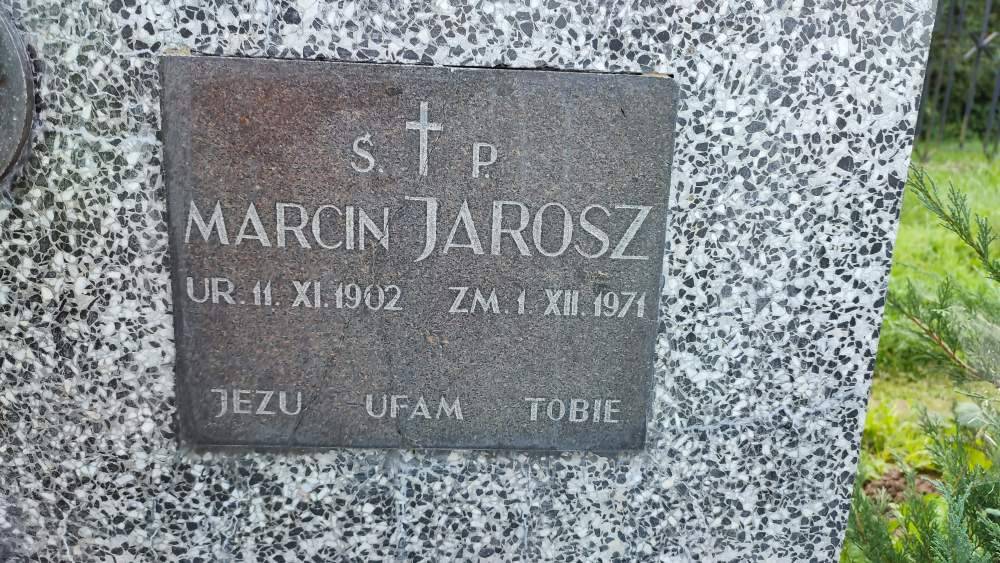 Ś. † P.
MARCIN JAROSZ
UR. 11. XI. 1902 ZM. 1. XII. 1971
JEZU UFAM TOBIE